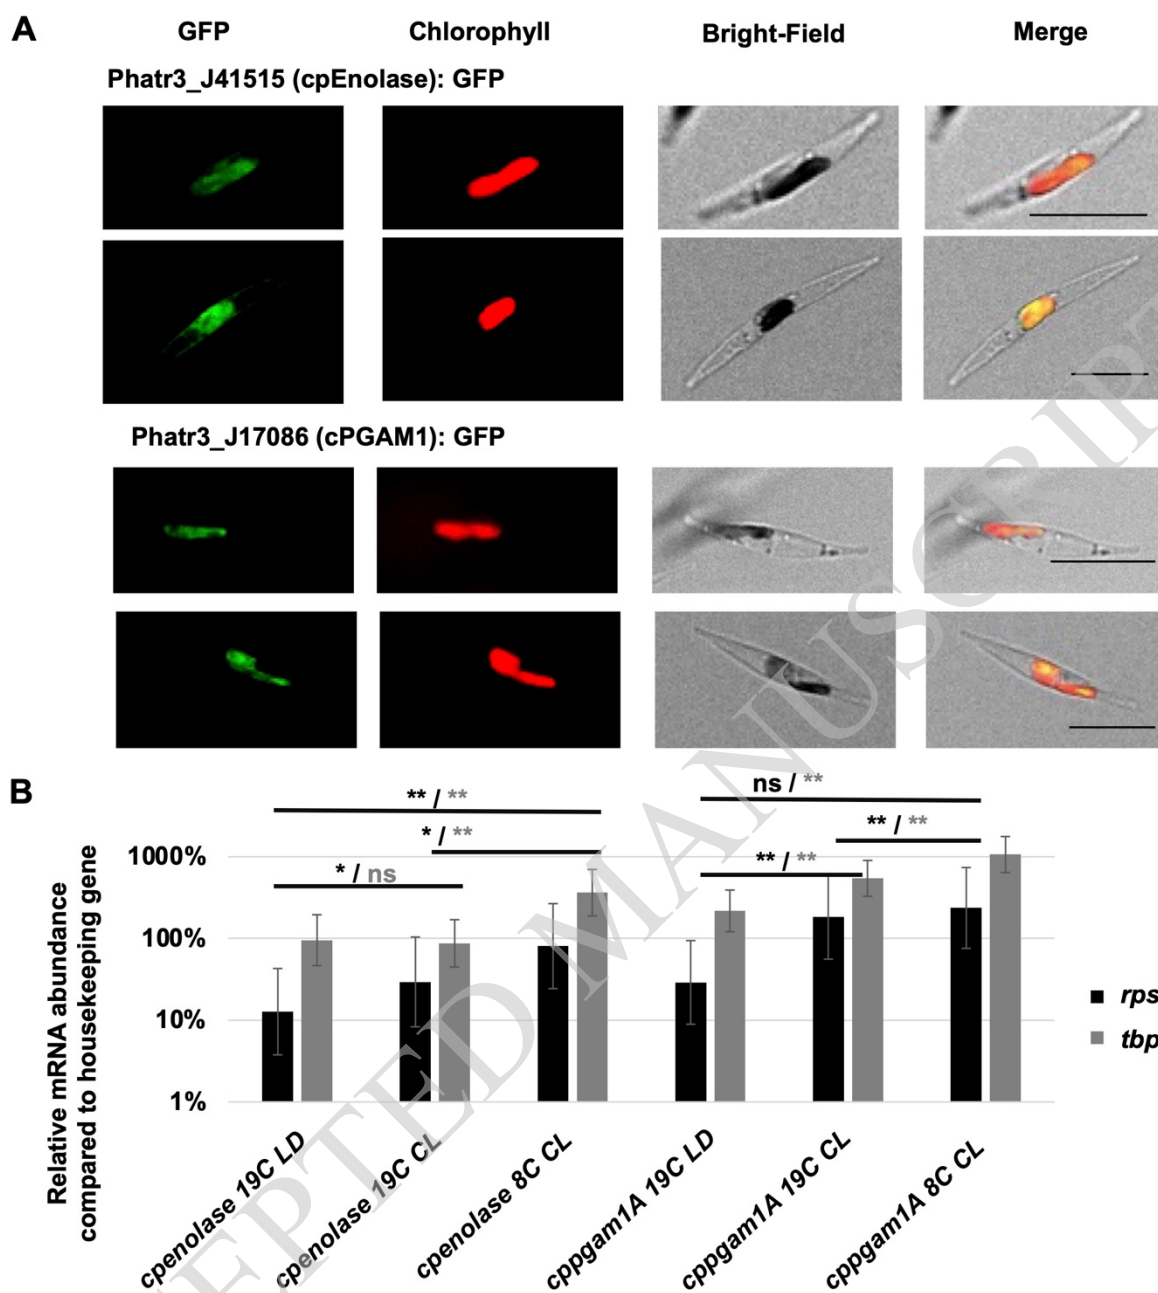 A
GFP Chlorophyll Bright-Field Merge
Phatr3_J41515 (cpEnolase): GFP
Phatr3_J17086 (cPGAM1): GFP
B
ns / **
** / **
** / **
* / **
** / **
* / ns
1000%
100%
10%
1%
Relative mRNA abundance
compared to housekeeping gene
rps
tbp
cpenolase 19C LD
cpenolase 19C CL
cpenolase 8C CL
cppgam1A 19C LD
cppgam1A 19C CL
cppgam1A 8C CL
EPTED MANUSCRIPT